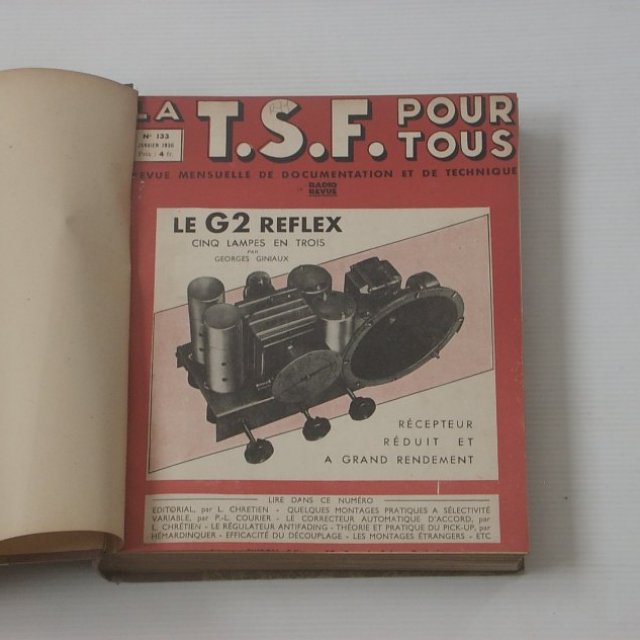 LA T.S.F. POUR TOUS
N° 133
JANVIER 1936
Prix : 4 fr.
REVUE MENSUELLE DE DOCUMENTATION ET DE TECHNIQUE
RADIO
REVUE
LE G2 REFLEX
CINQ LAMPES EN TROIS
PAR
GEORGES GINIAUX
RÉCEPTEUR
RÉDUIT ET
A GRAND RENDEMENT
LIRE DANS CE NUMÉRO
EDITORIAL, par L. CHRETIEN - QUELQUES MONTAGES PRATIQUES A SÉLECTIVITÉ
VARIABLE, par P.-L. COURIER - LE CORRECTEUR AUTOMATIQUE D'ACCORD, par
L. CHRÉTIEN - LE RÉGULATEUR ANTIFADING - THÉORIE ET PRATIQUE DU PICK-UP, par
HÉMARDINQUER - EFFICACITÉ DU DÉCOUPLAGE - LES MONTAGES ÉTRANGERS - ETC